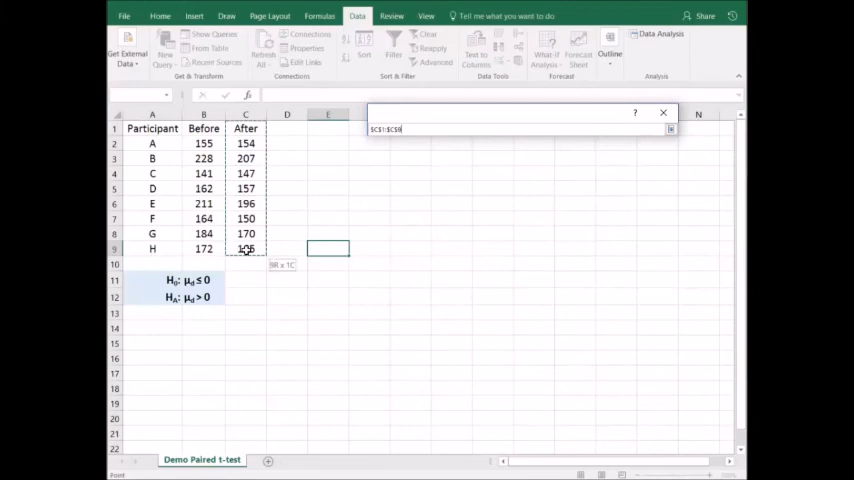 File Home Insert Draw Page Layout Formulas Data Review View Tell me what you want to do Share
Get External Data
New Query
Show Queries
From Table
Recent Sources
Get & Transform
Refresh All
Connections
Properties
Edit Links
Connections
Sort
Clear
Reapply
Advanced
Sort & Filter
Text to Columns
Data Tools
What-If Analysis
Forecast
Outline
Data Analysis
Analysis
fx
?
$C$1:$C$9
A B C D E N
1 Participant Before After
2 A 155 154
3 B 228 207
4 C 141 147
5 D 162 157
6 E 211 196
7 F 164 150
8 G 184 170
9 H 172
10 9R x 1C
11 H0: μd ≤ 0
12 HA: μd > 0
13
14
15
16
17
18
19
20
21
22
Demo Paired t-test
Point